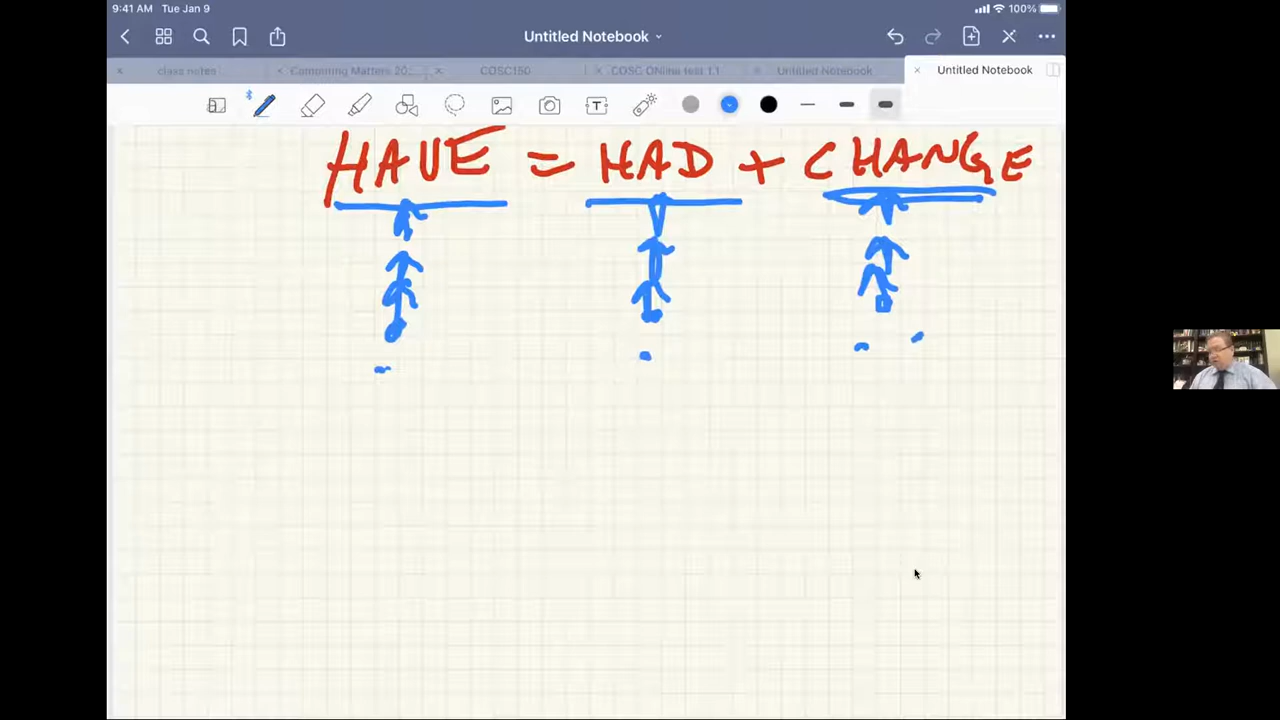 9:41 AM Tue Jan 9 100%
Untitled Notebook
class notes COSC150 COSC ONline test 1.1 Untitled Notebook Untitled Notebook
T
HAVE = HAD + CHANGE